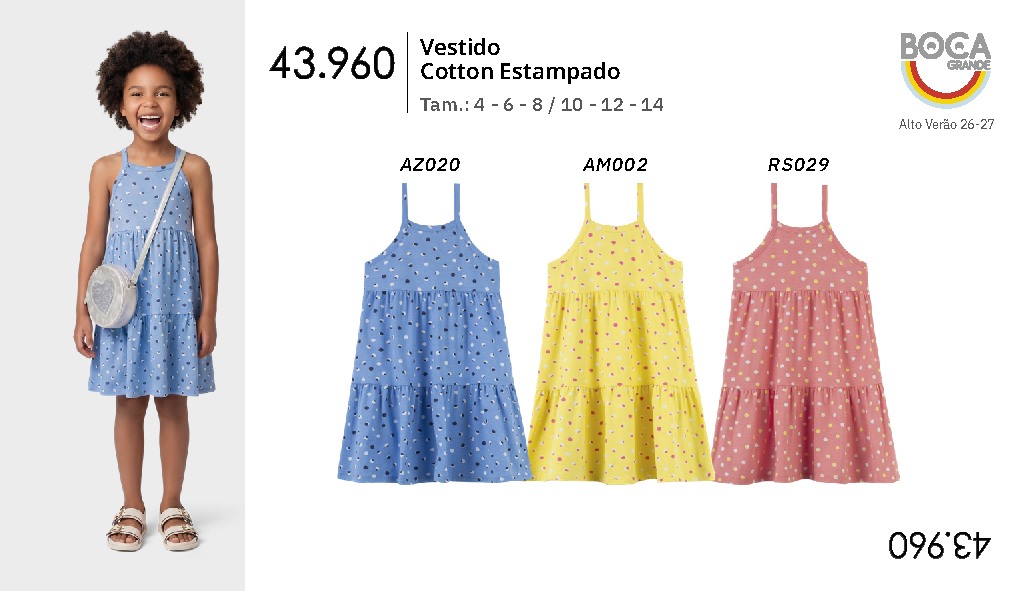 43.960
Vestido
Cotton Estampado
Tam.: 4 - 6 - 8 / 10 - 12 - 14
BOCA
GRANDE
Alto Verão 26-27
AZ020
AM002
RS029
43.960